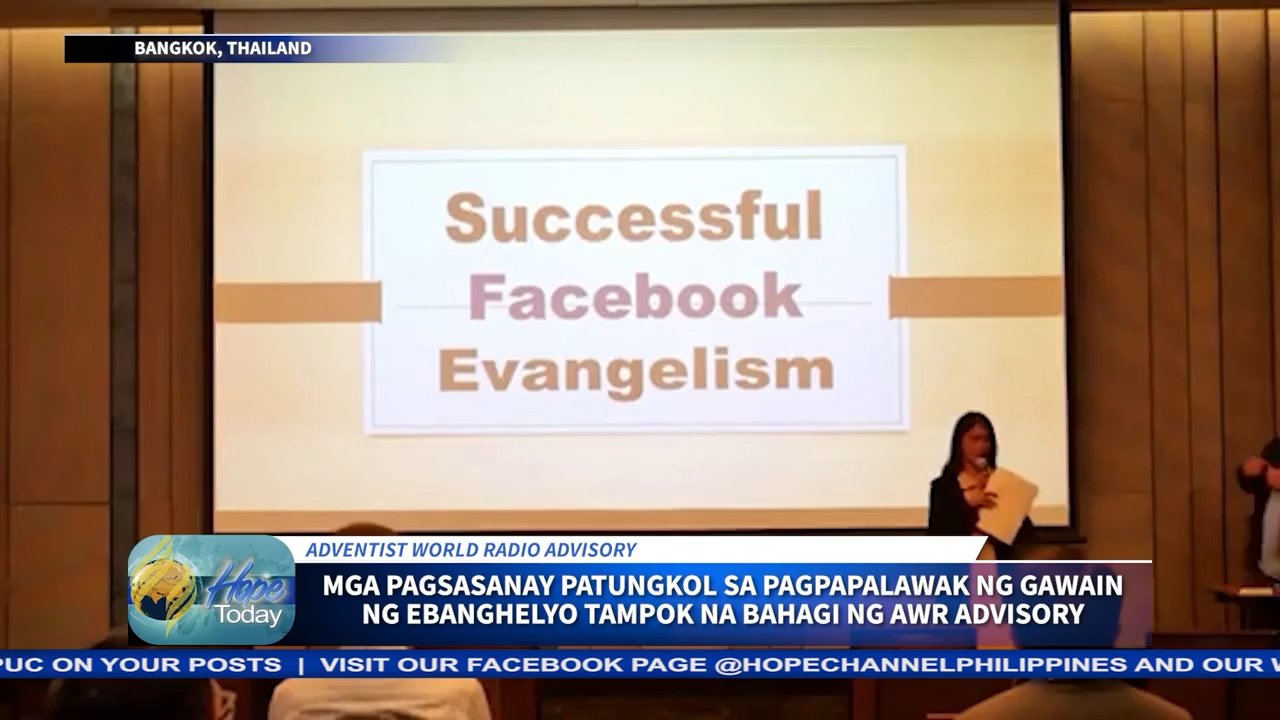 BANGKOK, THAILAND
Successful
Facebook
Evangelism
ADVENTIST WORLD RADIO ADVISORY
Hope
Today
MGA PAGSASANAY PATUNGKOL SA PAGPAPALAWAK NG GAWAIN
NG EBANGHELYO TAMPOK NA BAHAGI NG AWR ADVISORY
PUC ON YOUR POSTS | VISIT OUR FACEBOOK PAGE @HOPECHANNELPHILIPPINES AND OUR